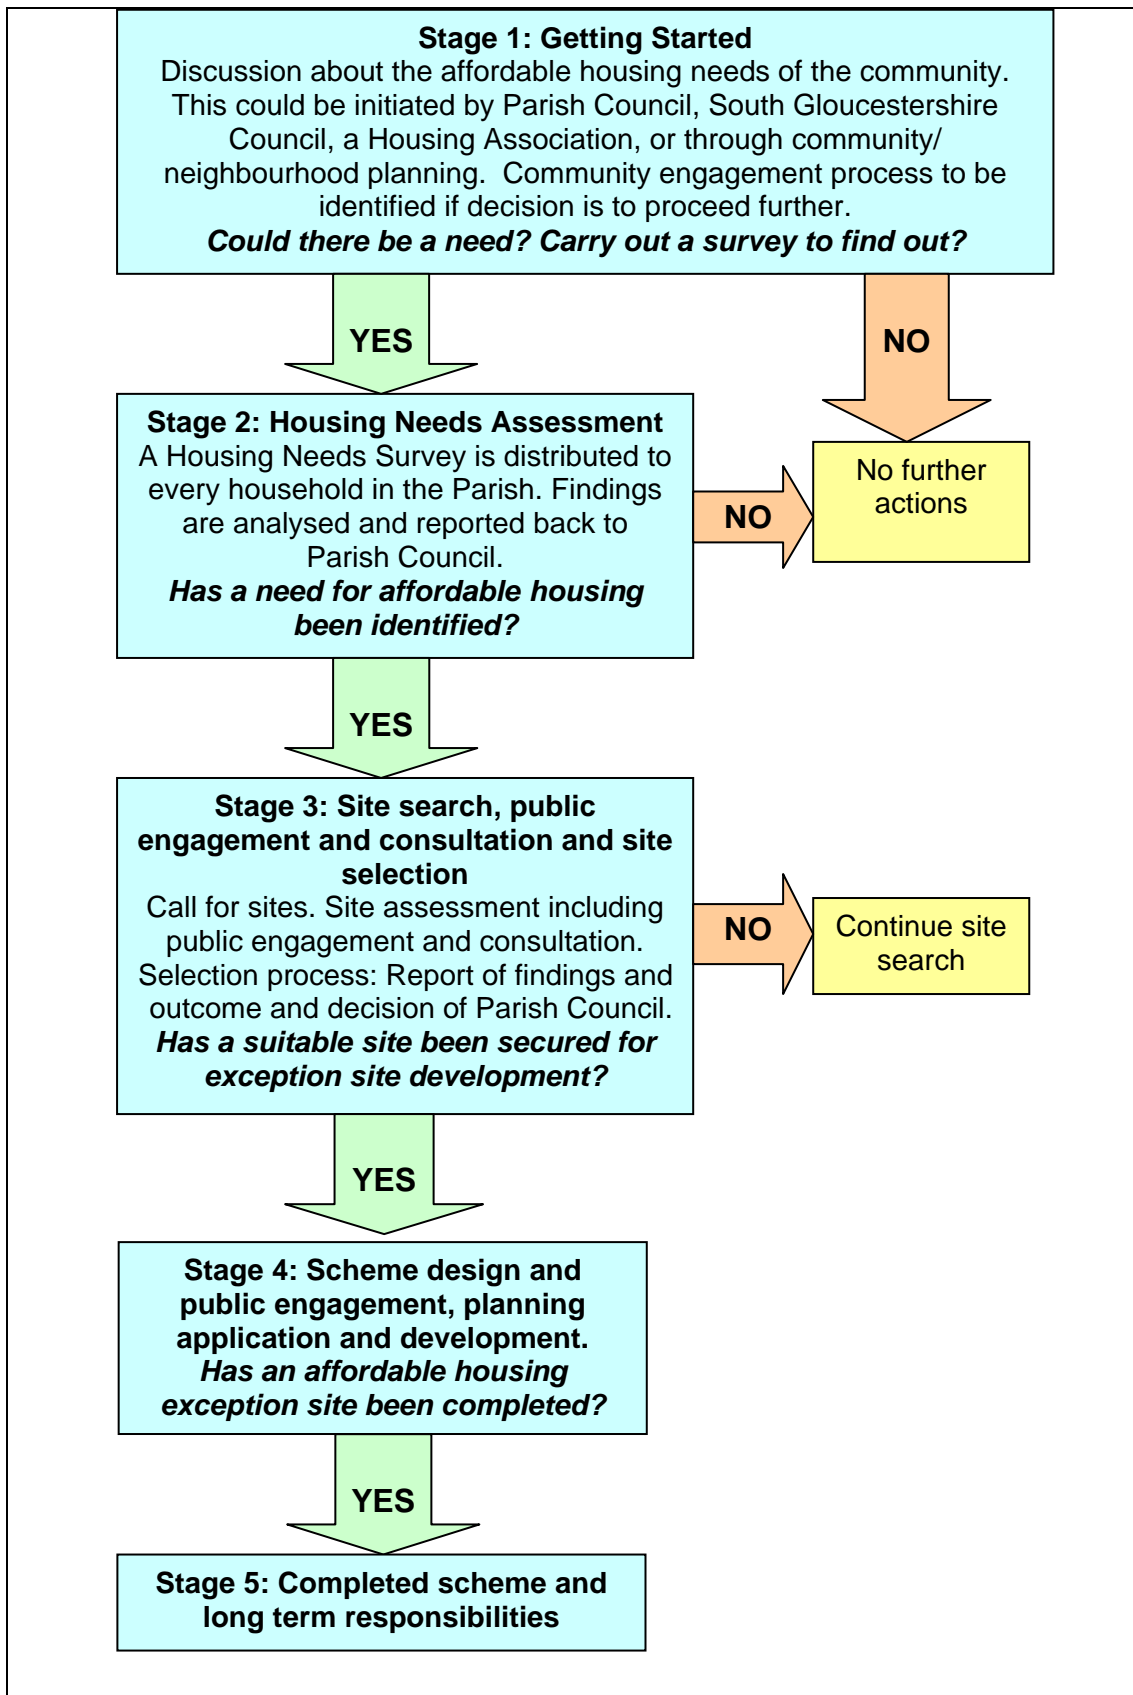 Stage 1: Getting Started
Discussion about the affordable housing needs of the community.
This could be initiated by Parish Council, South Gloucestershire
Council, a Housing Association, or through community/
neighbourhood planning.  Community engagement process to be
identified if decision is to proceed further.
Could there be a need? Carry out a survey to find out?
YES
NO
Stage 2: Housing Needs Assessment
A Housing Needs Survey is distributed to
every household in the Parish. Findings
are analysed and reported back to
Parish Council.
Has a need for affordable housing
been identified?
NO
No further
actions
YES
Stage 3: Site search, public
engagement and consultation and site
selection
Call for sites. Site assessment including
public engagement and consultation.
Selection process: Report of findings and
outcome and decision of Parish Council.
Has a suitable site been secured for
exception site development?
NO
Continue site
search
YES
Stage 4: Scheme design and
public engagement, planning
application and development.
Has an affordable housing
exception site been completed?
YES
Stage 5: Completed scheme and
long term responsibilities